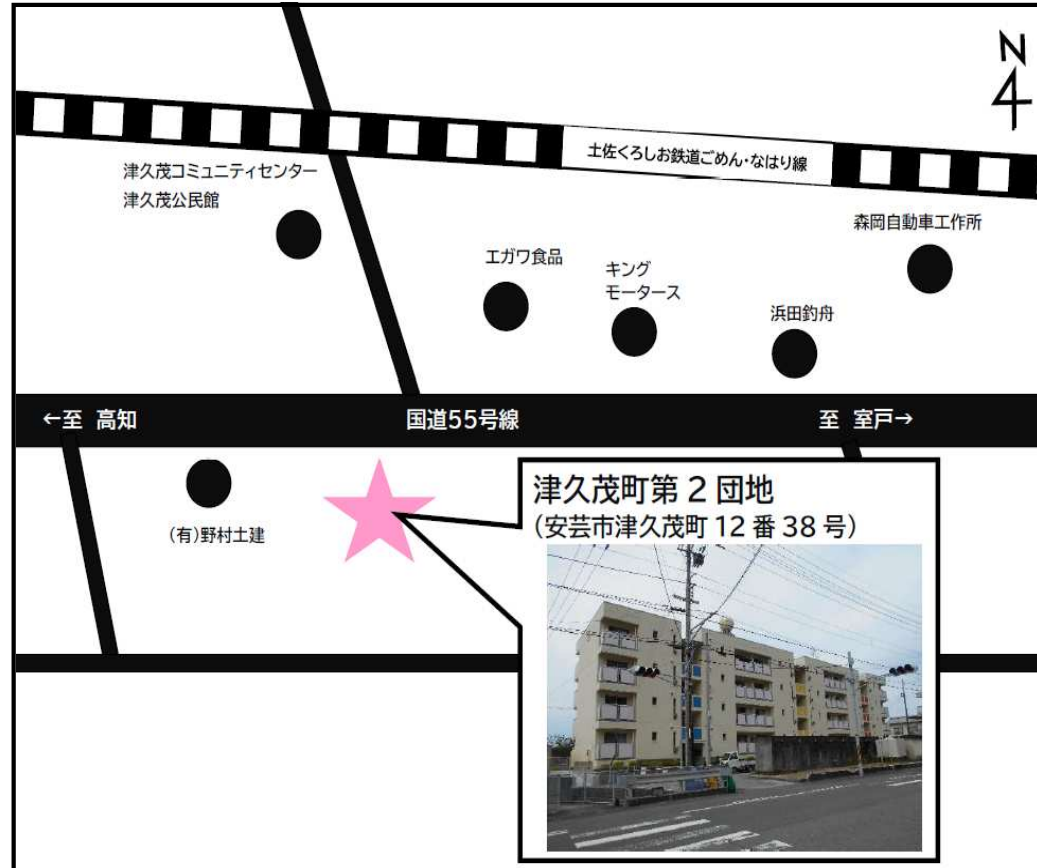 N
土佐くろしお鉄道ごめん・なはり線
津久茂コミュニティセンター
津久茂公民館
森岡自動車工作所
エガワ食品
キング
モータース
浜田釣舟
←至 高知
国道55号線
至 室戸→
(有)野村土建
津久茂町第2団地
(安芸市津久茂町12番38号)